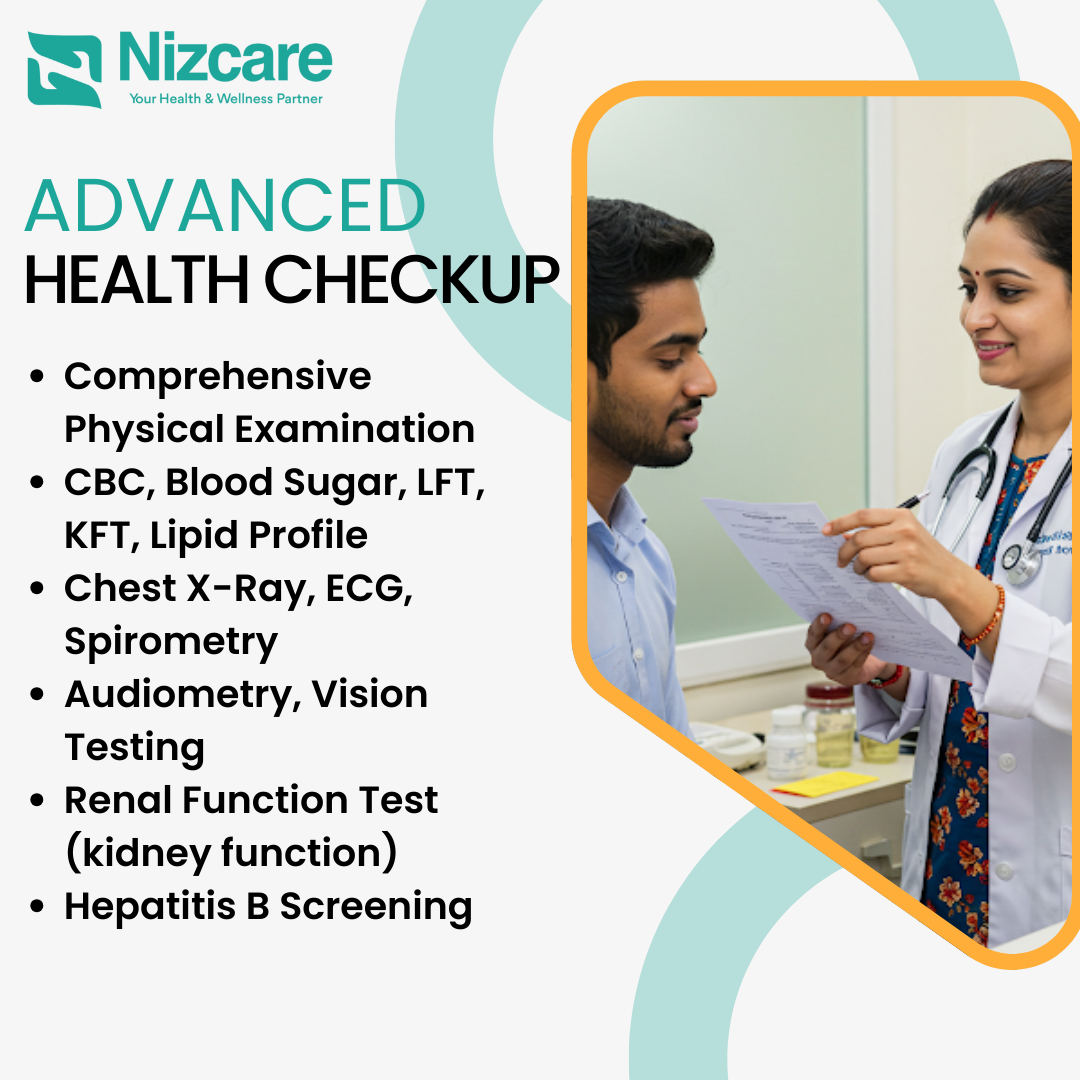 Nizcare
Your Health & Wellness Partner
ADVANCED
HEALTH CHECKUP
• Comprehensive
Physical Examination
• CBC, Blood Sugar, LFT,
KFT, Lipid Profile
• Chest X-Ray, ECG,
Spirometry
• Audiometry, Vision
Testing
• Renal Function Test
(kidney function)
• Hepatitis B Screening